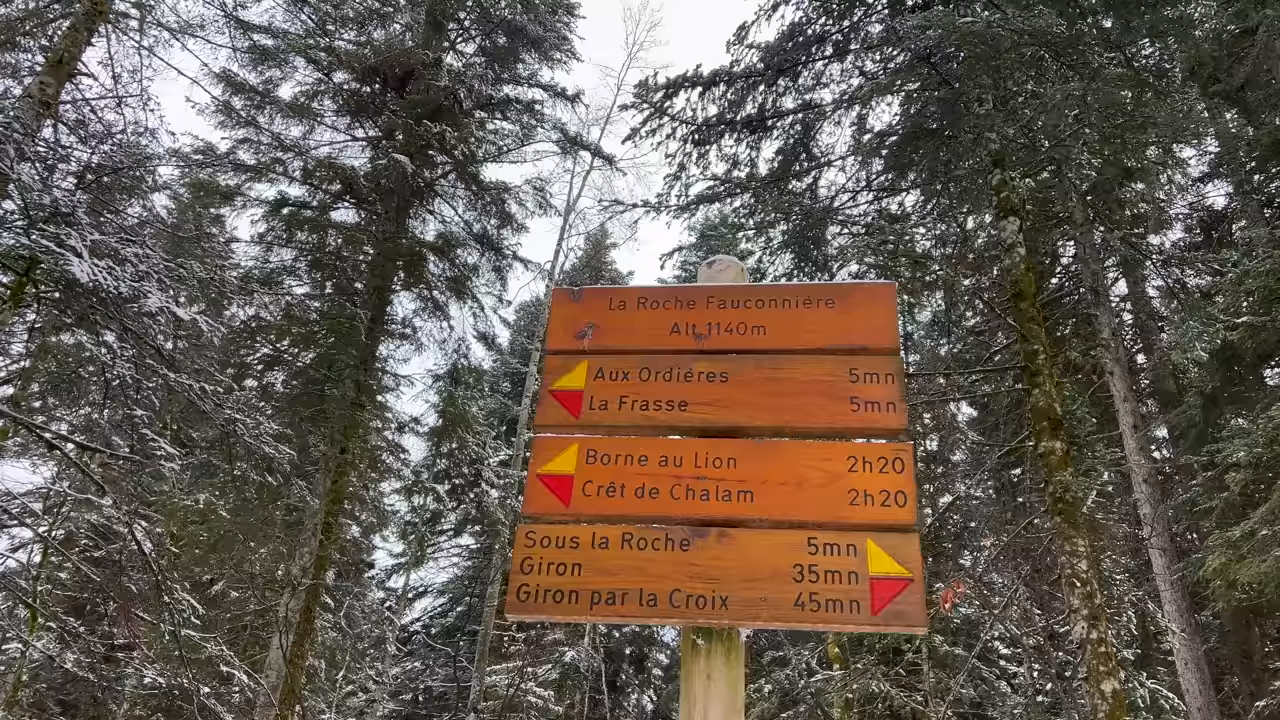 La Roche Fauconnière
Alt 1140m
Aux Ordières 5mn
La Frasse 5mn
Borne au Lion 2h20
Crêt de Chalam 2h20
Sous la Roche 5mn
Giron 35mn
Giron par la Croix 45mn